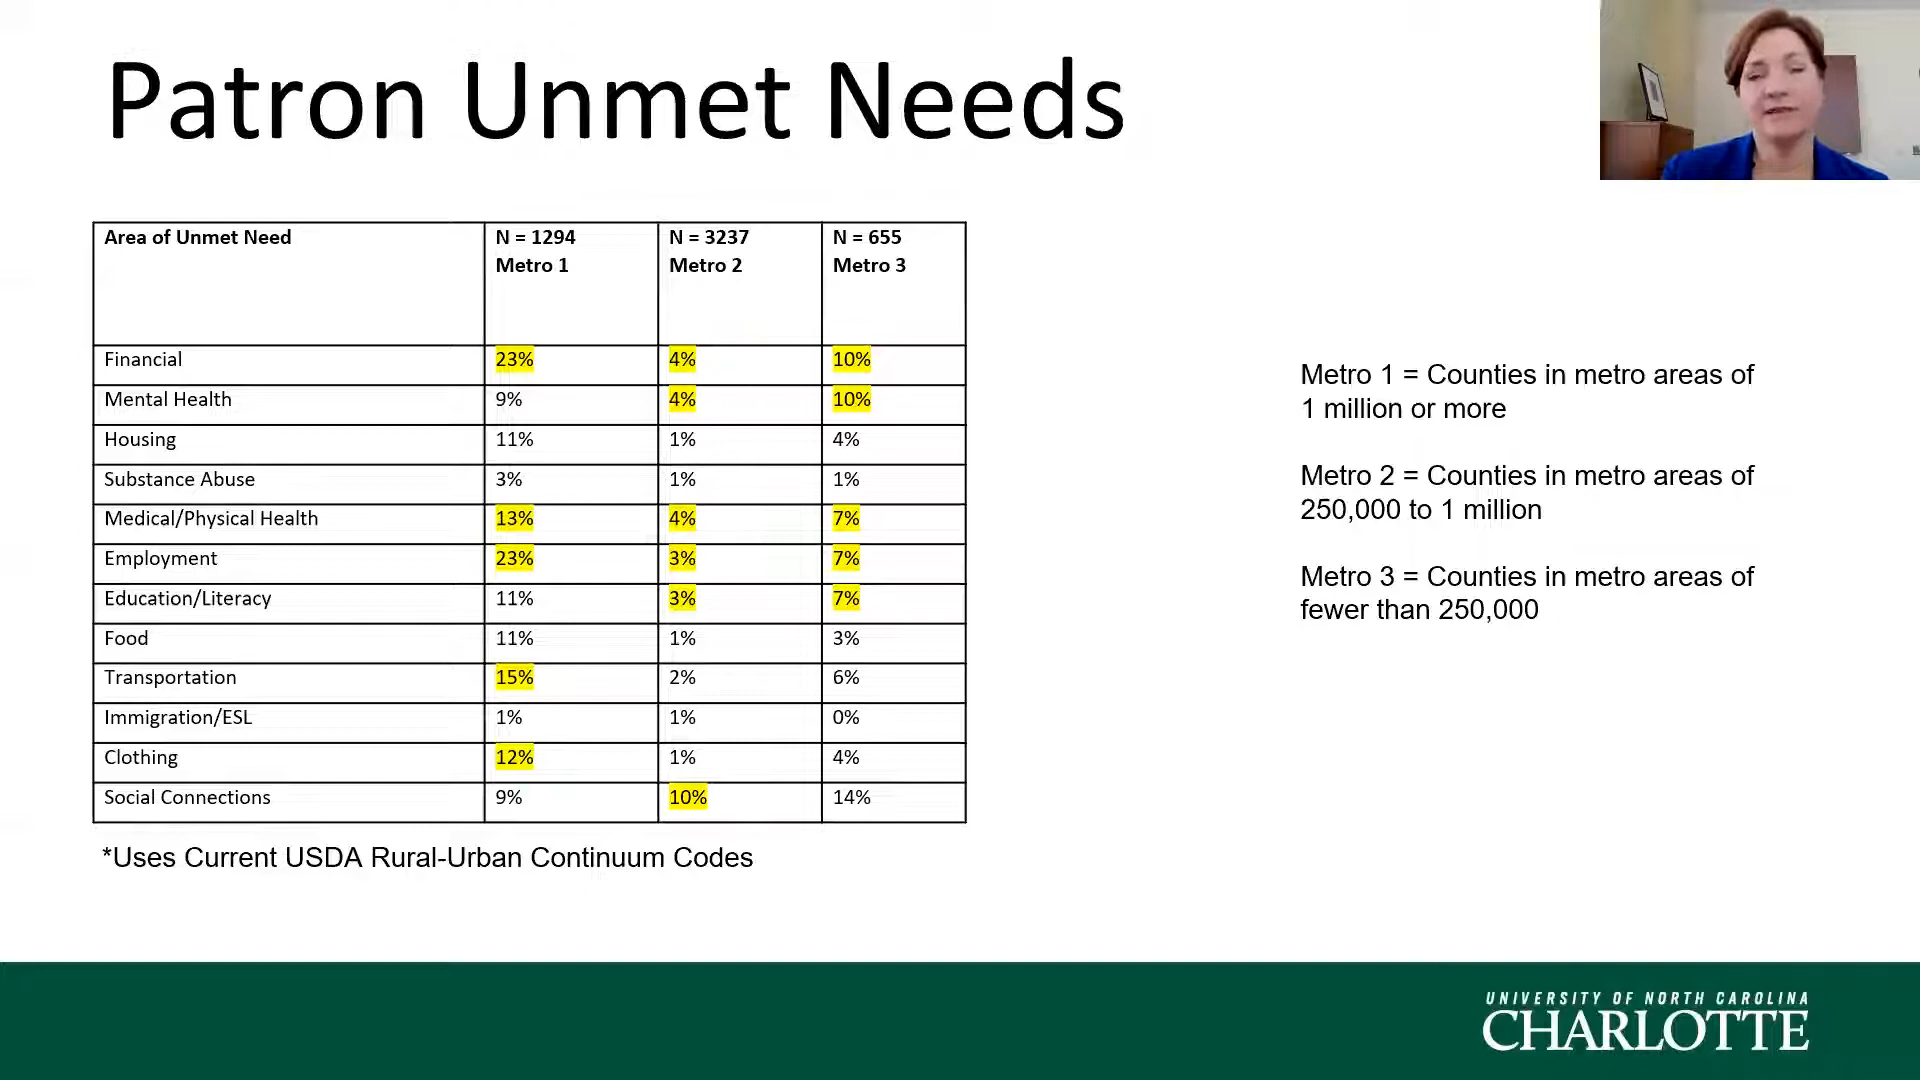 Patron Unmet Needs
Area of Unmet Need N = 1294 N = 3237 N = 655
Metro 1 Metro 2 Metro 3
Financial 23% 4% 10%
Mental Health 9% 4% 10%
Housing 11% 1% 4%
Substance Abuse 3% 1% 1%
Medical/Physical Health 13% 4% 7%
Employment 23% 3% 7%
Education/Literacy 11% 3% 7%
Food 11% 1% 3%
Transportation 15% 2% 6%
Immigration/ESL 1% 1% 0%
Clothing 12% 1% 4%
Social Connections 9% 10% 14%
*Uses Current USDA Rural-Urban Continuum Codes
Metro 1 = Counties in metro areas of
1 million or more
Metro 2 = Counties in metro areas of
250,000 to 1 million
Metro 3 = Counties in metro areas of
fewer than 250,000
UNIVERSITY OF NORTH CAROLINA
CHARLOTTE